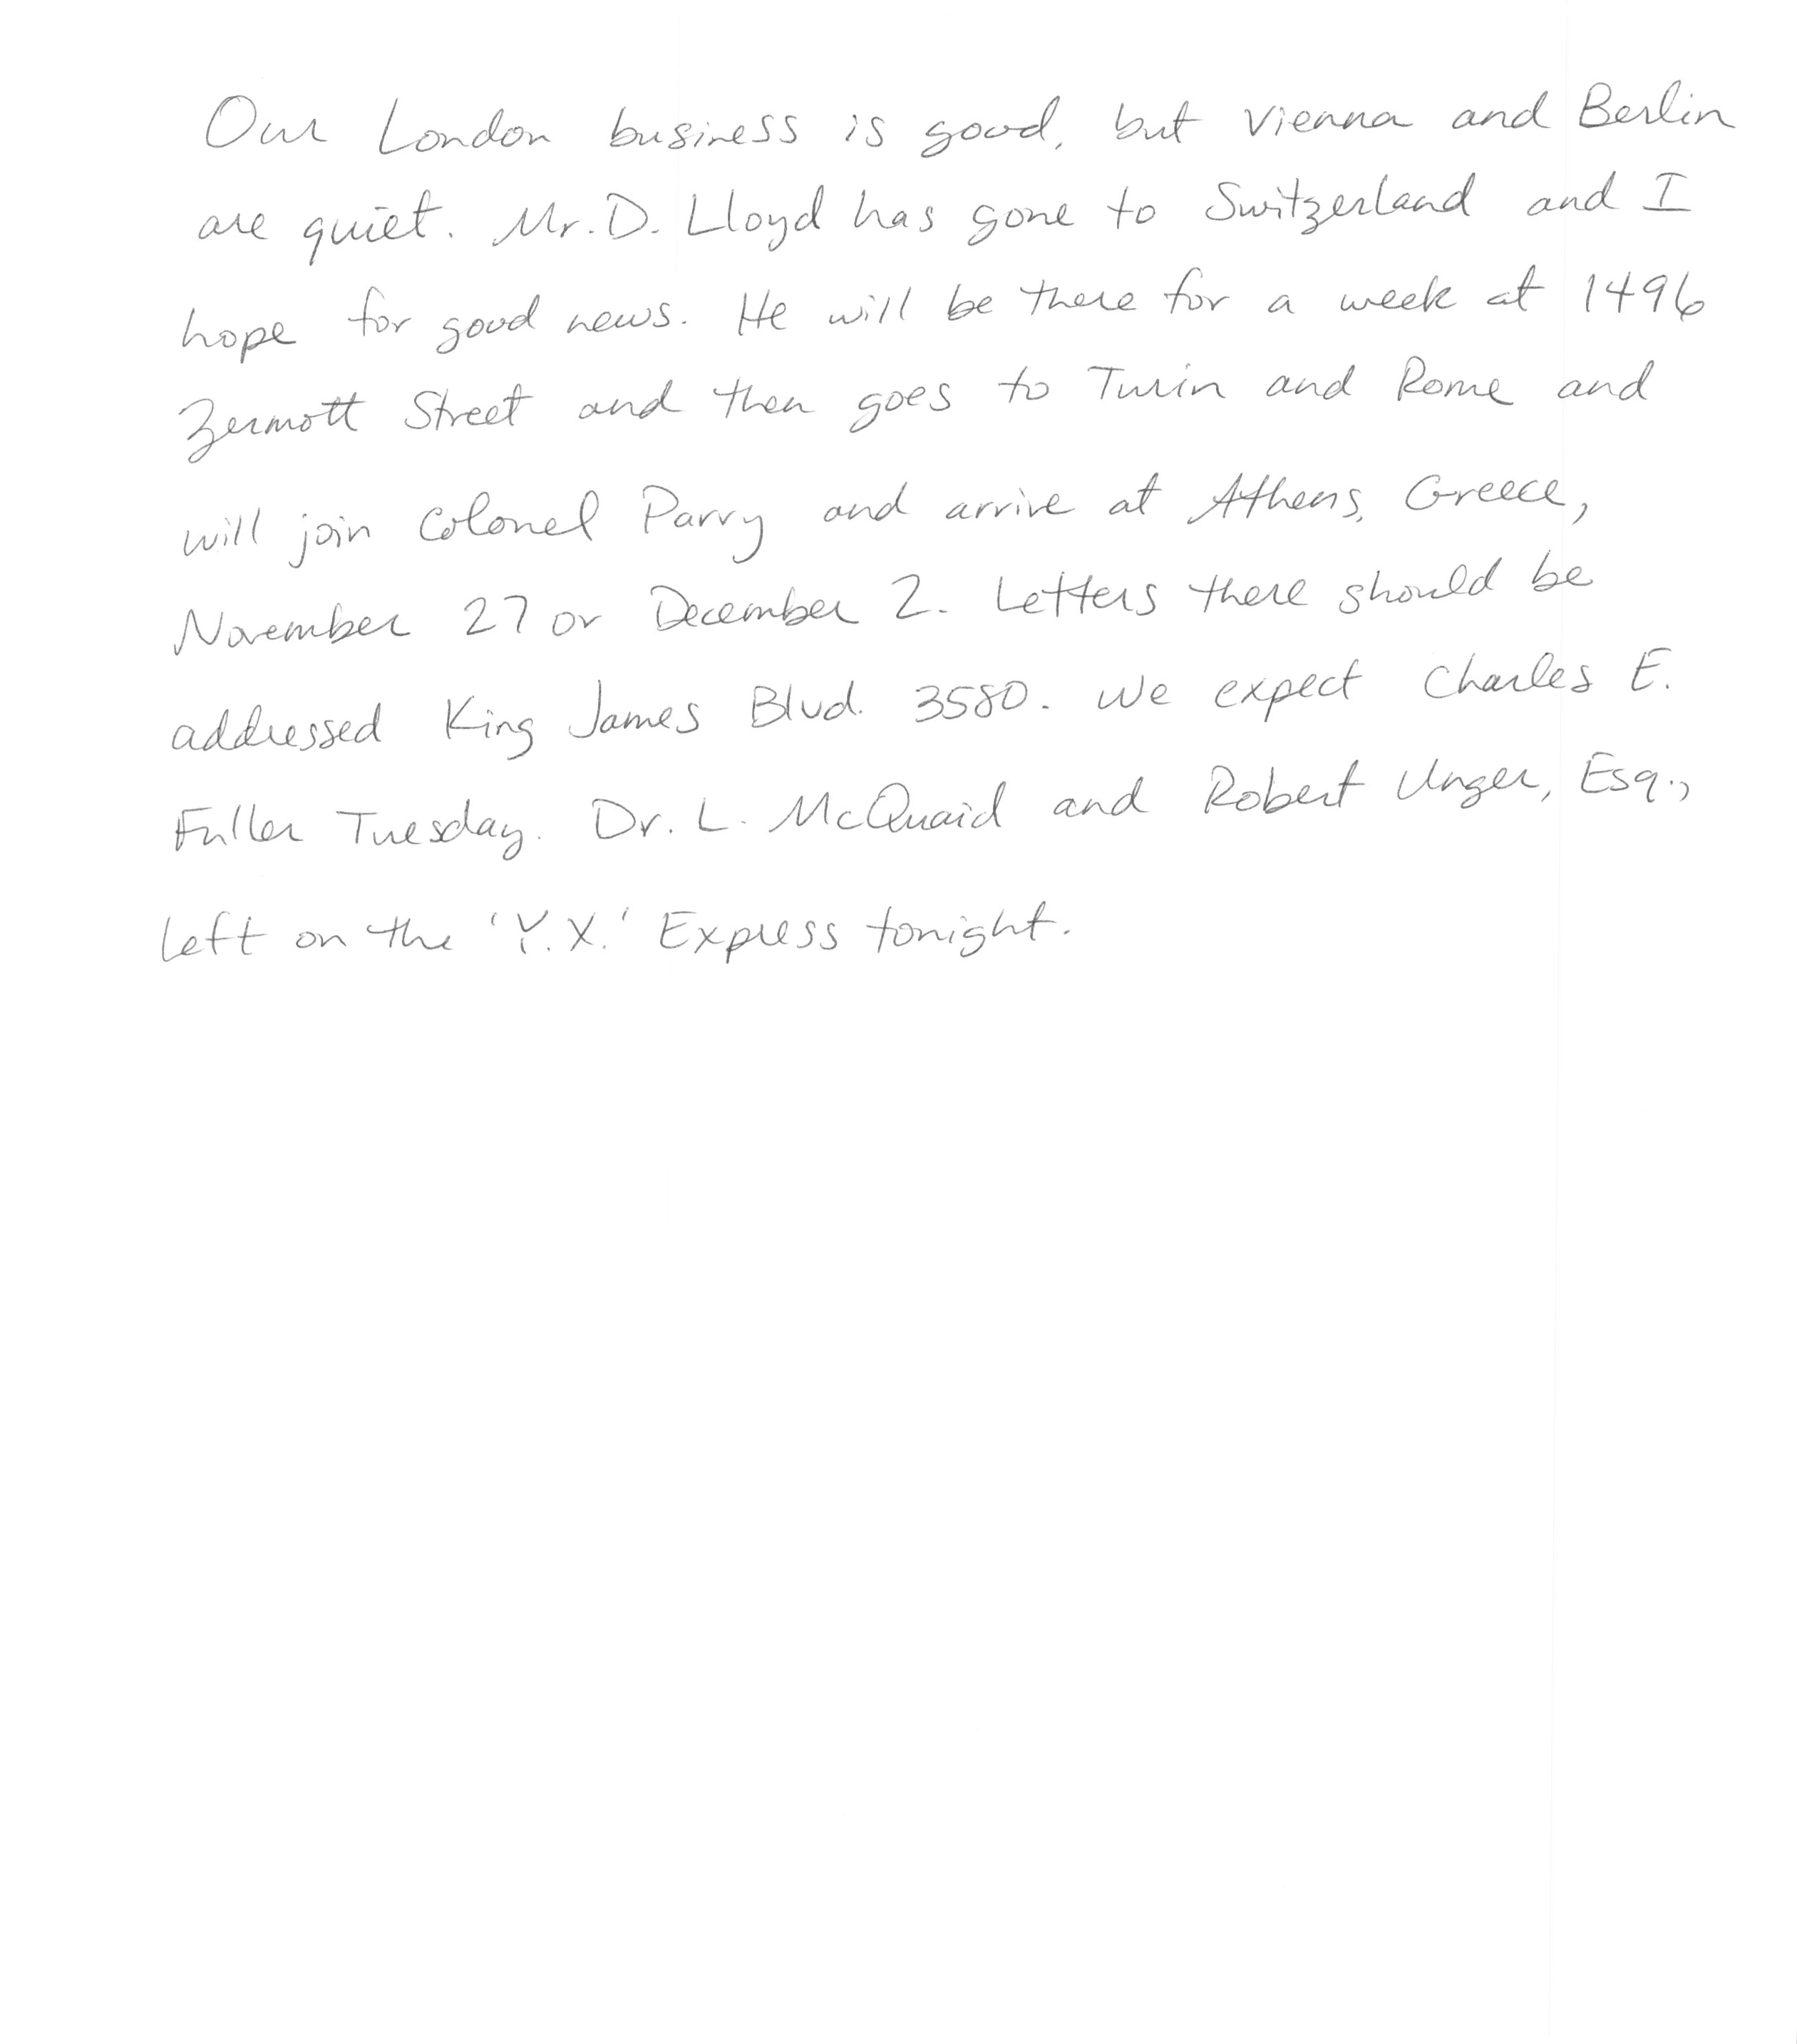 Our London business is good, but Vienna and Berlin
are quiet. Mr. D. Lloyd has gone to Switzerland and I
hope for good news. He will be there for a week at 1496
Zermott Street and then goes to Turin and Rome and
will join Colonel Parry and arrive at Athens, Greece,
November 27 or December 2. Letters there should be
addressed King James Blvd. 3580. We expect Charles E.
Fuller Tuesday. Dr. L. McQuaid and Robert Unger, Esq.,
left on the 'Y.X.' Express tonight.